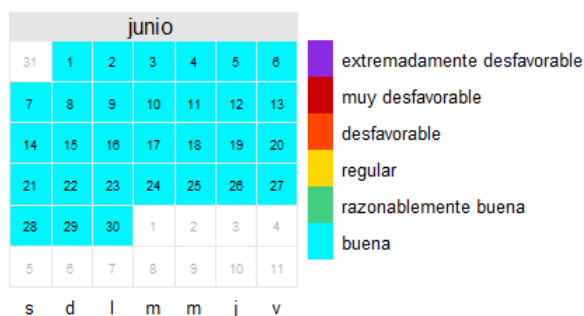 junio
31 1 2 3 4 5 6
7 8 9 10 11 12 13
14 15 16 17 18 19 20
21 22 23 24 25 26 27
28 29 30 1 2 3 4
5 6 7 8 9 10 11
s d l m m j v
extremadamente desfavorable
muy desfavorable
desfavorable
regular
razonablemente buena
buena